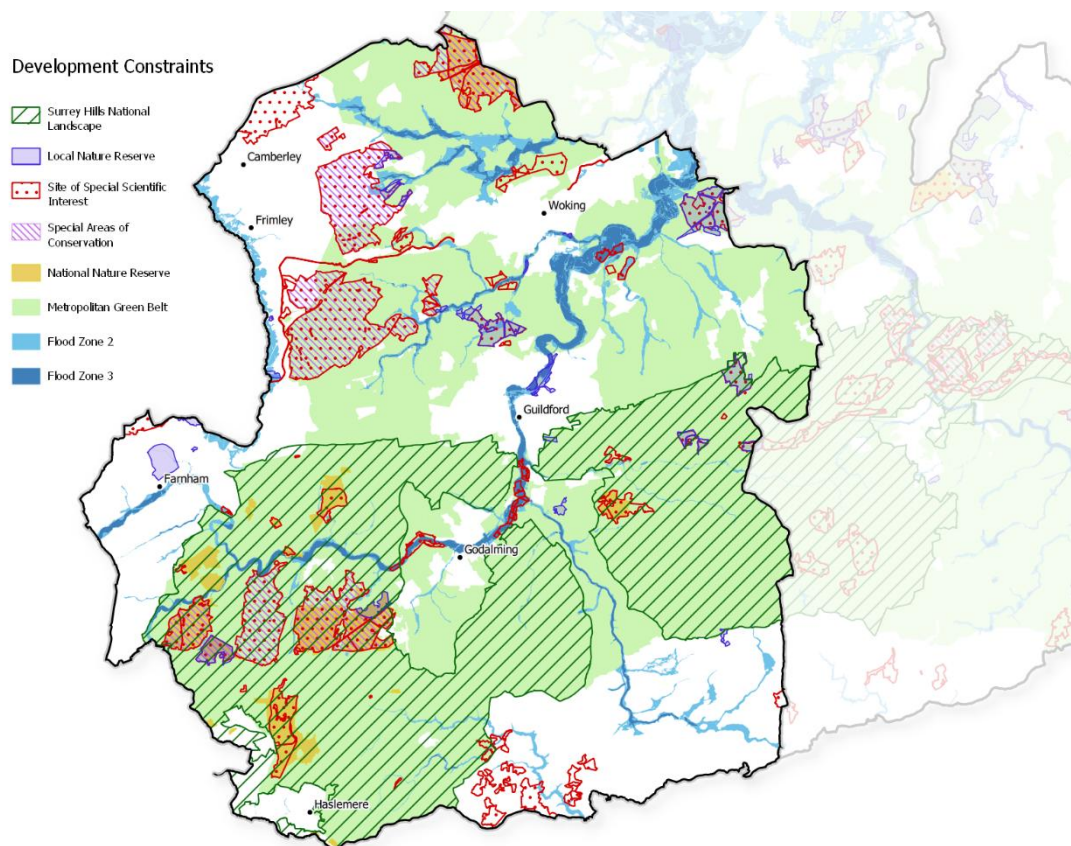 Development Constraints
Surrey Hills National
Landscape
Local Nature Reserve
Site of Special Scientific
Interest
Special Areas of
Conservation
National Nature Reserve
Metropolitan Green Belt
Flood Zone 2
Flood Zone 3
Camberley
Frimley
Woking
Guildford
Farnham
Godalming
Haslemere